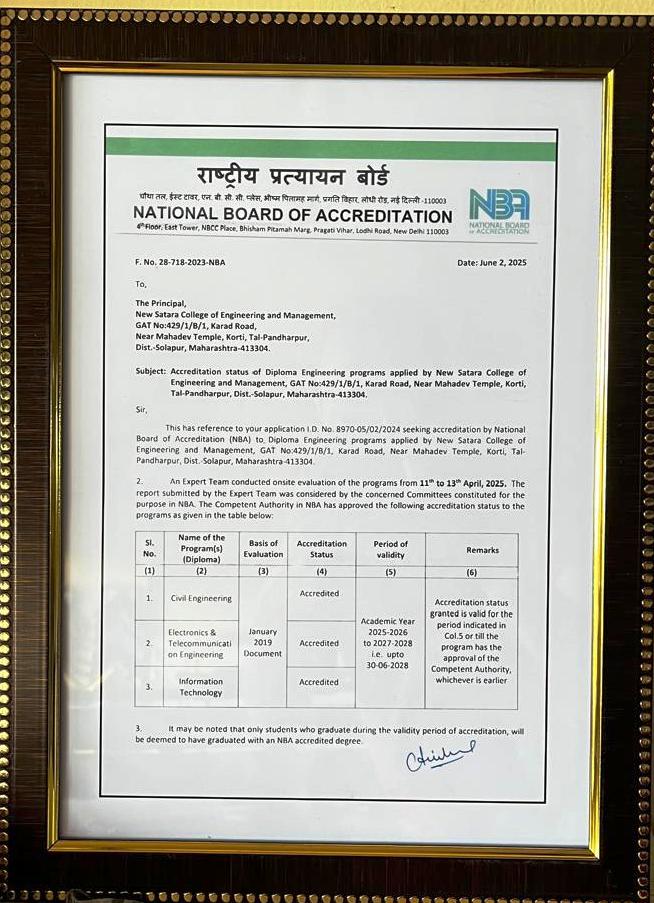 राष्ट्रीय प्रत्यायन बोर्ड
चौथा तल, ईस्ट टावर, एन. बी. सी. सी. प्लेस, भीष्म पितामह मार्ग, प्रगति विहार, लोधी रोड, नई दिल्ली -110003
NATIONAL BOARD OF ACCREDITATION
4th Floor, East Tower, NBCC Place, Bhisham Pitamah Marg, Pragati Vihar, Lodhi Road, New Delhi 110003
NBA
NATIONAL BOARD
of ACCREDITATION
F. No. 28-718-2023-NBA Date: June 2, 2025
To,
The Principal,
New Satara College of Engineering and Management,
GAT No:429/1/B/1, Karad Road,
Near Mahadev Temple, Korti, Tal-Pandharpur,
Dist.-Solapur, Maharashtra-413304.
Subject: Accreditation status of Diploma Engineering programs applied by New Satara College of
Engineering and Management, GAT No:429/1/B/1, Karad Road, Near Mahadev Temple, Korti,
Tal-Pandharpur, Dist.-Solapur, Maharashtra-413304.
Sir,
This has reference to your application I.D. No. 8970-05/02/2024 seeking accreditation by National
Board of Accreditation (NBA) to Diploma Engineering programs applied by New Satara College of
Engineering and Management, GAT No:429/1/B/1, Karad Road, Near Mahadev Temple, Korti, Tal-
Pandharpur, Dist.-Solapur, Maharashtra-413304.
2. An Expert Team conducted onsite evaluation of the programs from 11th to 13th April, 2025. The
report submitted by the Expert Team was considered by the concerned Committees constituted for the
purpose in NBA. The Competent Authority in NBA has approved the following accreditation status to the
programs as given in the table below:
Sl. No. Name of the Program(s) (Diploma) Basis of Evaluation Accreditation Status Period of validity Remarks
(1) (2) (3) (4) (5) (6)
1. Civil Engineering Accredited
2. Electronics & Telecommunicati on Engineering January 2019 Document Accredited Academic Year 2025-2026 to 2027-2028 i.e. upto 30-06-2028 Accreditation status granted is valid for the period indicated in Col.5 or till the program has the approval of the Competent Authority, whichever is earlier
3. Information Technology Accredited
3. It may be noted that only students who graduate during the validity period of accreditation, will
be deemed to have graduated with an NBA accredited degree.